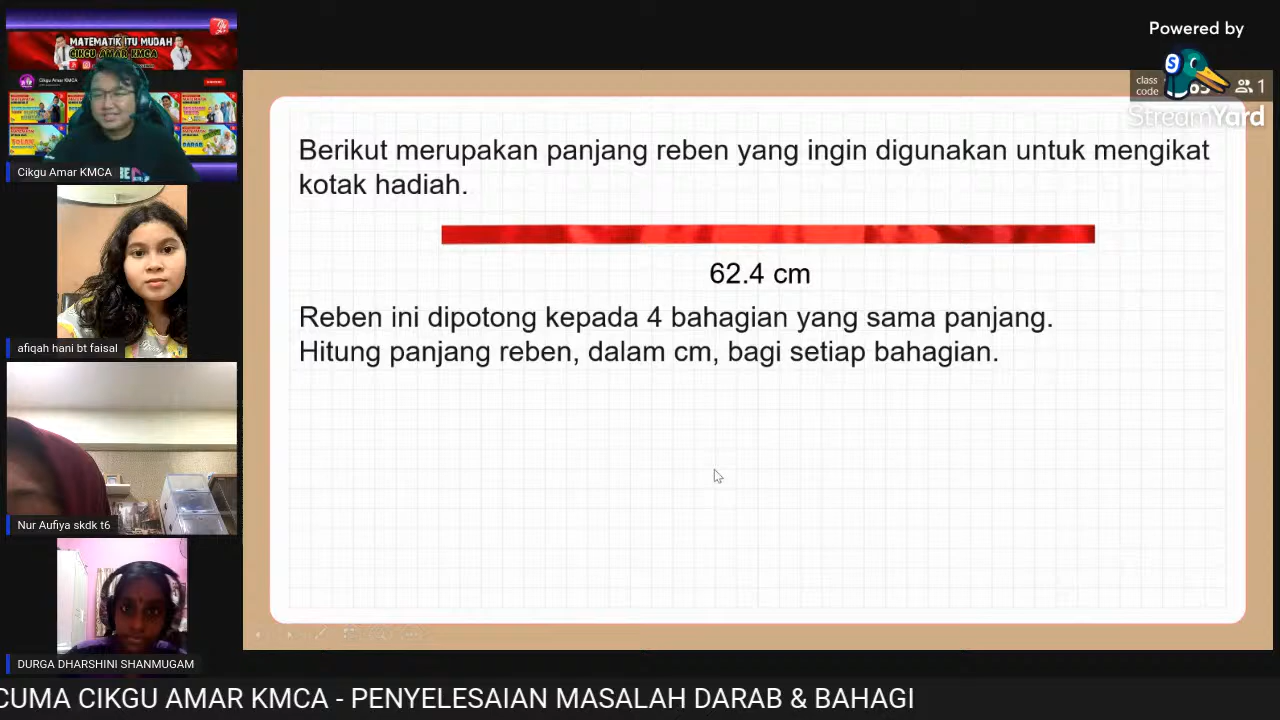 Powered by
StreamYard
class
code
1
MATEMATIK ITU MUDAH
CIKGU AMAR KMCA
Cikgu Amar KMCA
Cikgu Amar KMCA
afiqah hani bt faisal
Nur Aufiya skdk t6
DURGA DHARSHINI SHANMUGAM
Berikut merupakan panjang reben yang ingin digunakan untuk mengikat
kotak hadiah.
62.4 cm
Reben ini dipotong kepada 4 bahagian yang sama panjang.
Hitung panjang reben, dalam cm, bagi setiap bahagian.
CUMA CIKGU AMAR KMCA - PENYELESAIAN MASALAH DARAB & BAHAGI